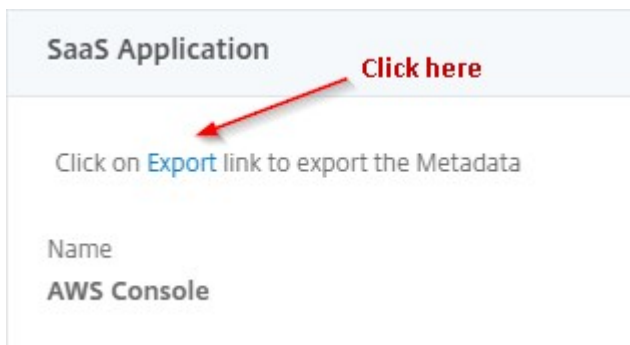 SaaS Application
Click here
Click on Export link to export the Metadata
Name
AWS Console